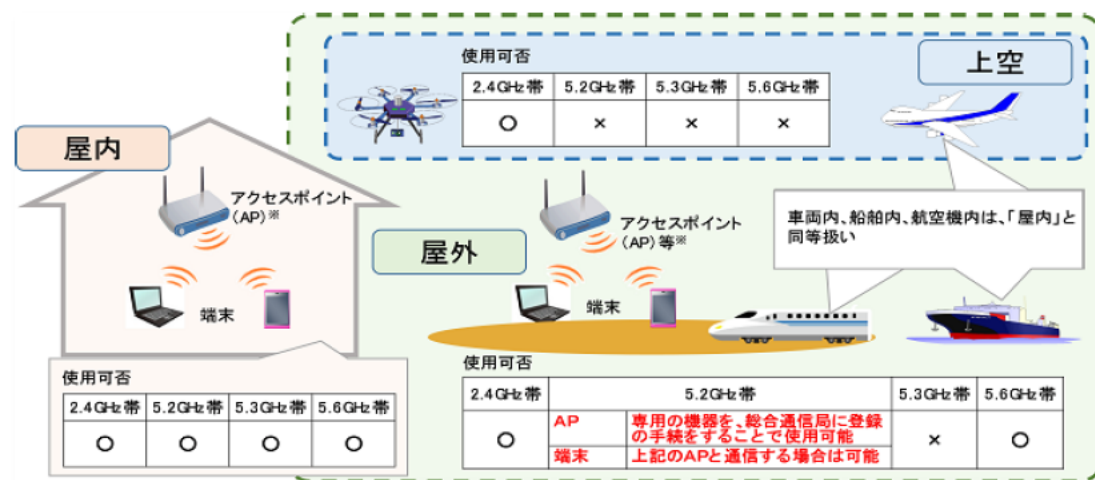 使用可否
上空
2.4GHz帯 5.2GHz帯 5.3GHz帯 5.6GHz帯
○ × × ×
屋内
アクセスポイント
(AP)※
端末
使用可否
2.4GHz帯 5.2GHz帯 5.3GHz帯 5.6GHz帯
○ ○ ○ ○
屋外
アクセスポイント
(AP)等※
端末
車両内、船舶内、航空機内は、「屋内」と
同等扱い
使用可否
2.4GHz帯 5.2GHz帯 5.3GHz帯 5.6GHz帯
○ AP 専用の機器を、総合通信局に登録
の手続をすることで使用可能 × ○
端末 上記のAPと通信する場合は可能